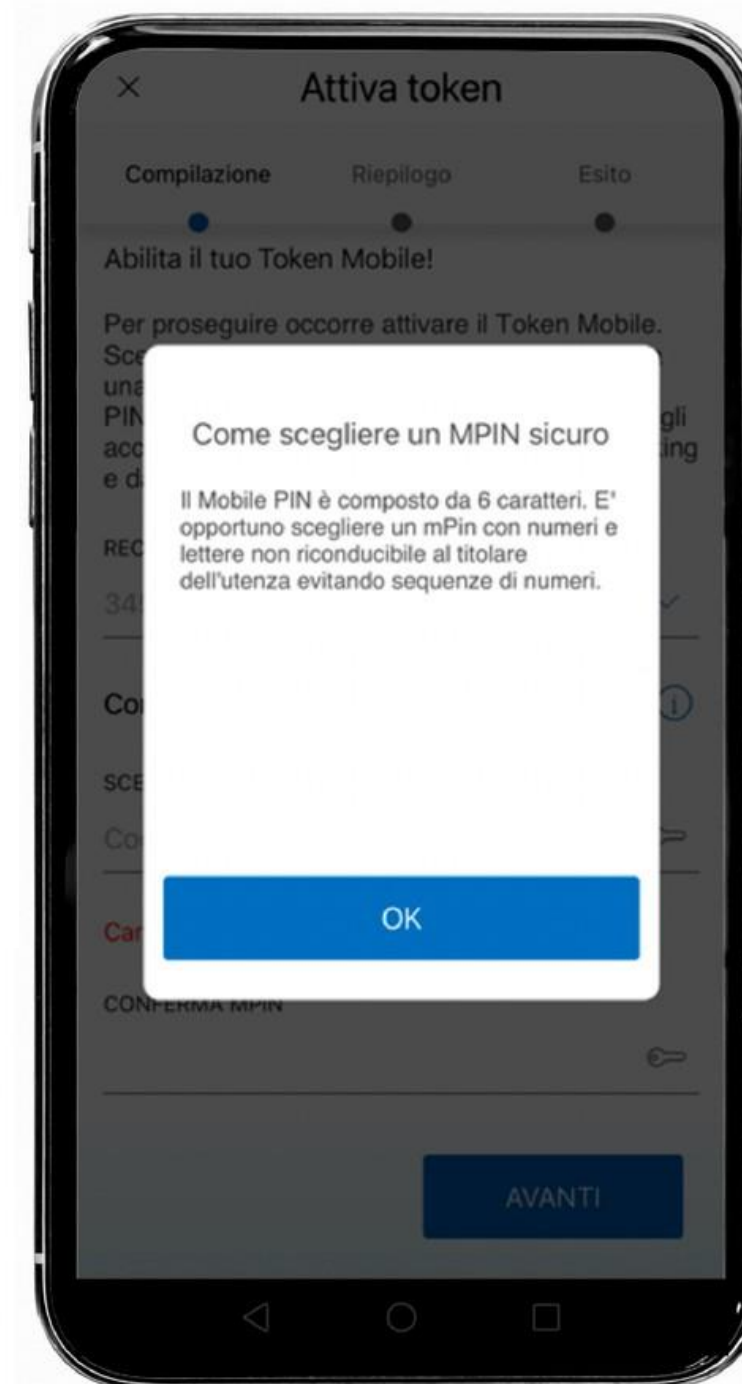 Attiva token
Compilazione Riepilogo Esito
Abilita il tuo Token Mobile!
Per proseguire occorre attivare il Token Mobile.
Come scegliere un MPIN sicuro
Il Mobile PIN è composto da 6 caratteri. E'
opportuno scegliere un mPin con numeri e
lettere non riconducibile al titolare
dell'utenza evitando sequenze di numeri.
OK
CONFERMA MPIN
AVANTI